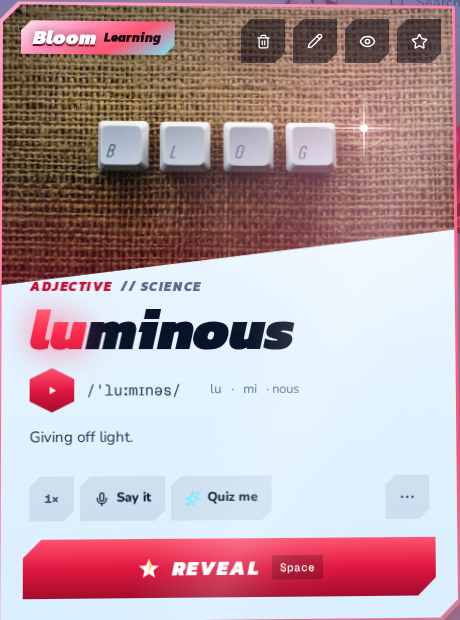 Search
Bloom Learning
B L O G
ADJECTIVE // SCIENCE
luminous
/ˈluːmɪnəs/ lu · mi · nous
Giving off light.
1× Say it Quiz me ...
REVEAL Space